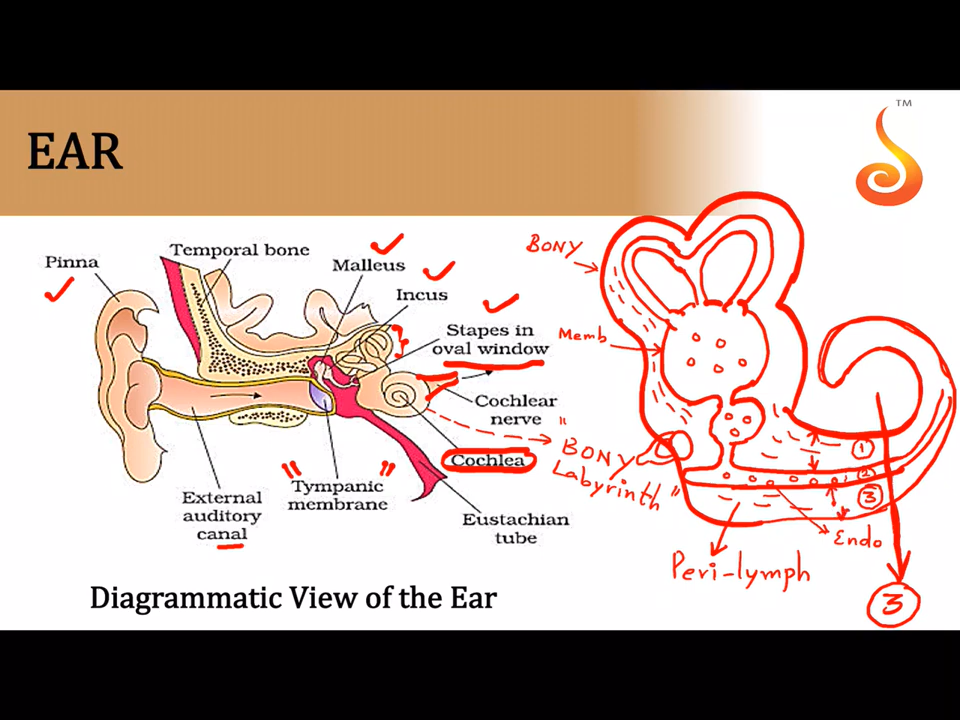 TM
EAR
Pinna
Temporal bone
Malleus
Incus
Stapes in
oval window
Cochlear
nerve
Cochlea
External
auditory
canal
"Tympanic"
membrane
Eustachian
tube
Diagrammatic View of the Ear
BONY
Memb
"BONY
Labyrinth"
1
2
3
Endo
Peri-lymph
3